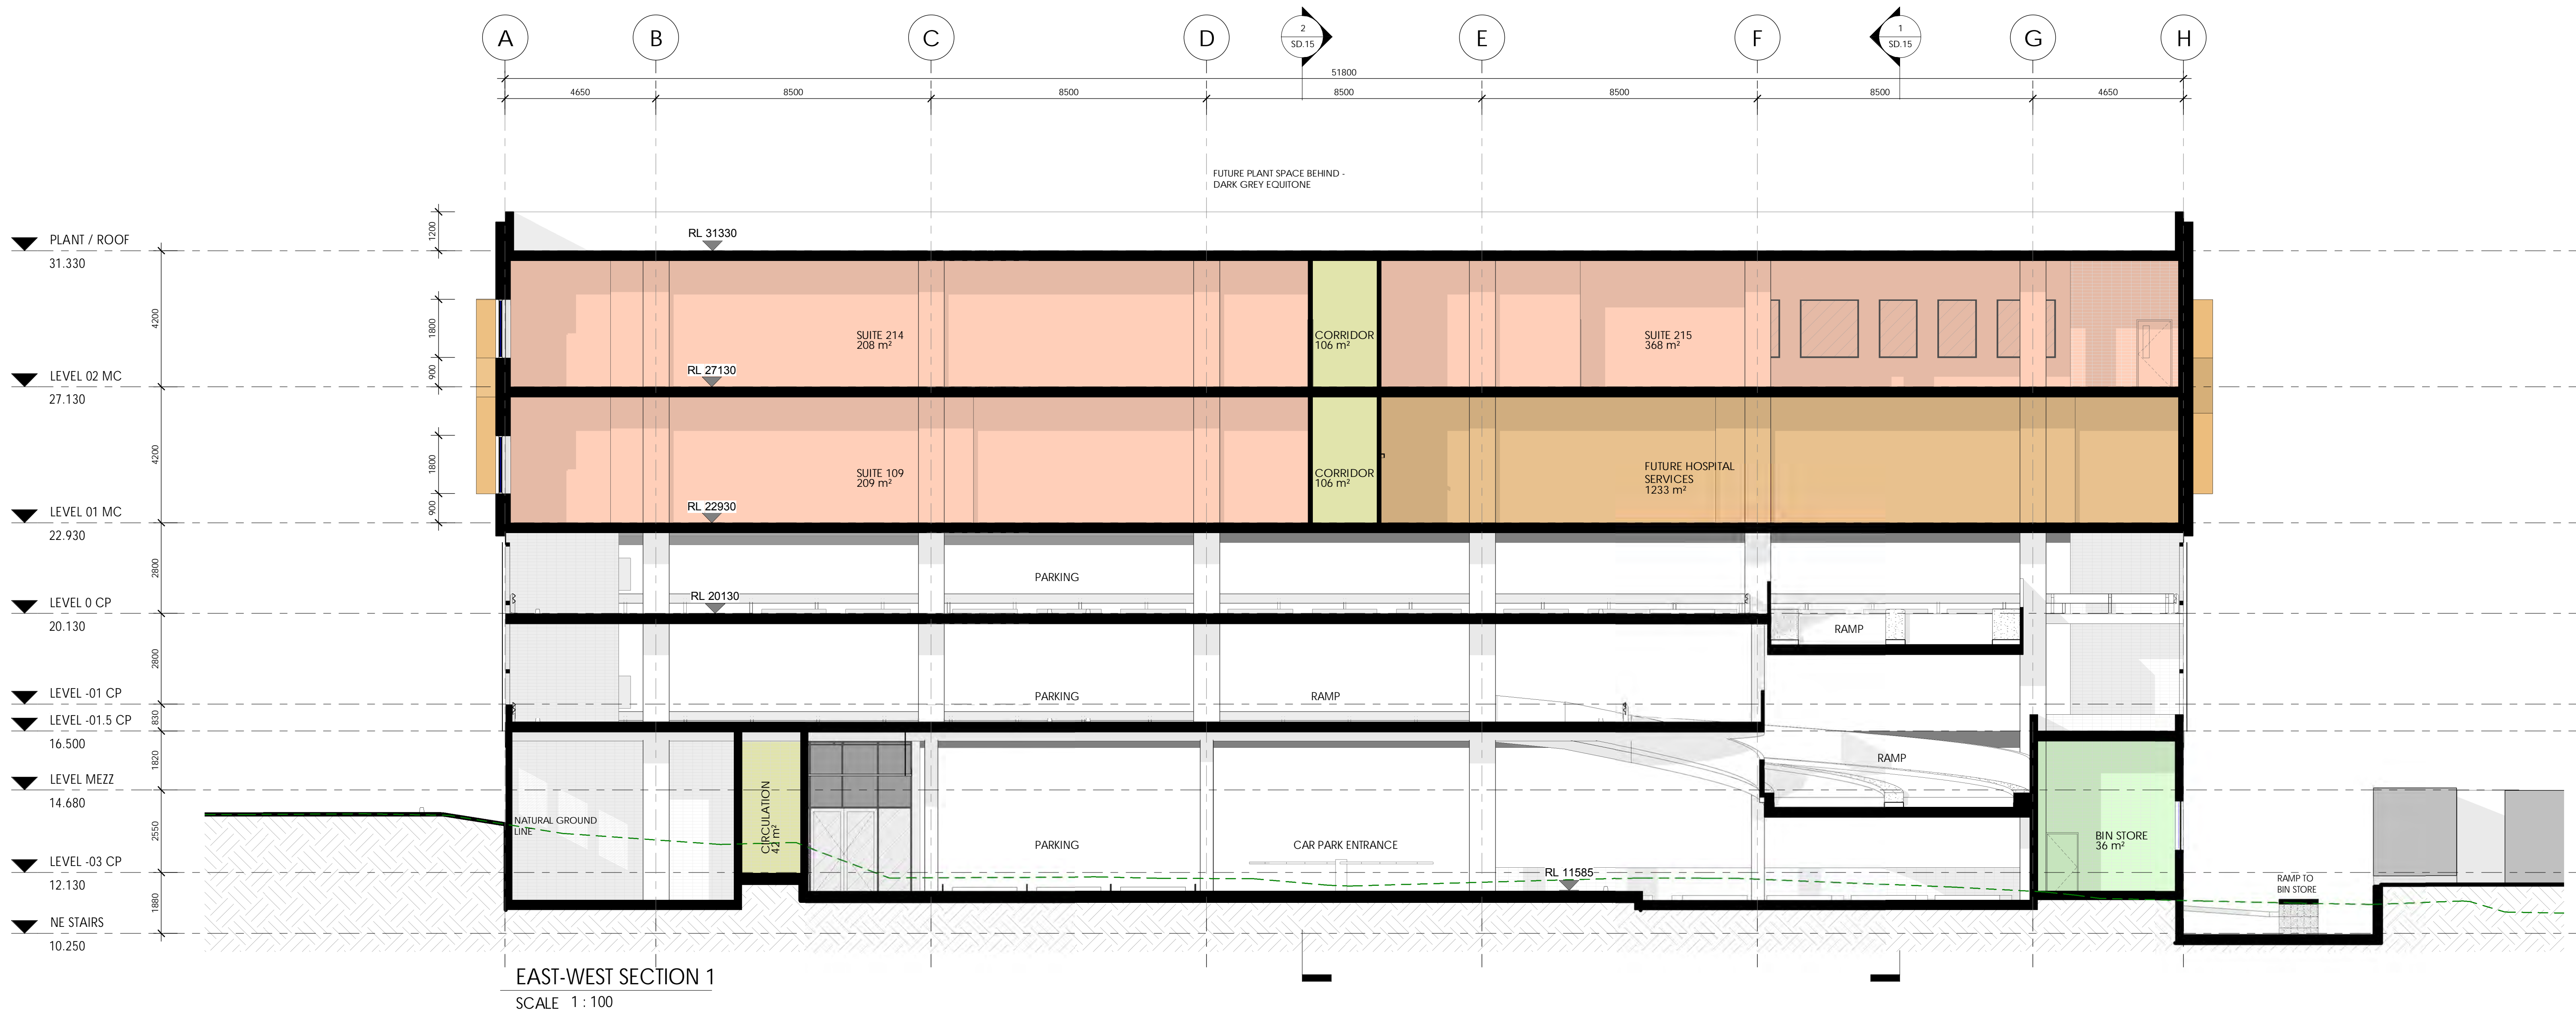 A B C D 2 E F 1 G H
SD.15 SD.15
51800
4650 8500 8500 8500 8500 8500 4650
FUTURE PLANT SPACE BEHIND -
DARK GREY EQUITONE
1200
PLANT / ROOF
31.330
RL 31330
4200
1800
900
SUITE 214
208 m²
CORRIDOR
106 m²
SUITE 215
368 m²
LEVEL 02 MC
27.130
RL 27130
4200
1800
900
SUITE 109
209 m²
CORRIDOR
106 m²
FUTURE HOSPITAL
SERVICES
1233 m²
LEVEL 01 MC
22.930
RL 22930
2800
PARKING
LEVEL 0 CP
20.130
RL 20130
RAMP
2800
PARKING
RAMP
LEVEL -01 CP
830
LEVEL -01.5 CP
16.500
1820
RAMP
LEVEL MEZZ
14.680
NATURAL GROUND
LINE
CIRCULATION
42 m²
2550
PARKING
CAR PARK ENTRANCE
BIN STORE
36 m²
LEVEL -03 CP
12.130
RL 11585
RAMP TO
BIN STORE
1880
NE STAIRS
10.250
EAST-WEST SECTION 1
SCALE 1 : 100